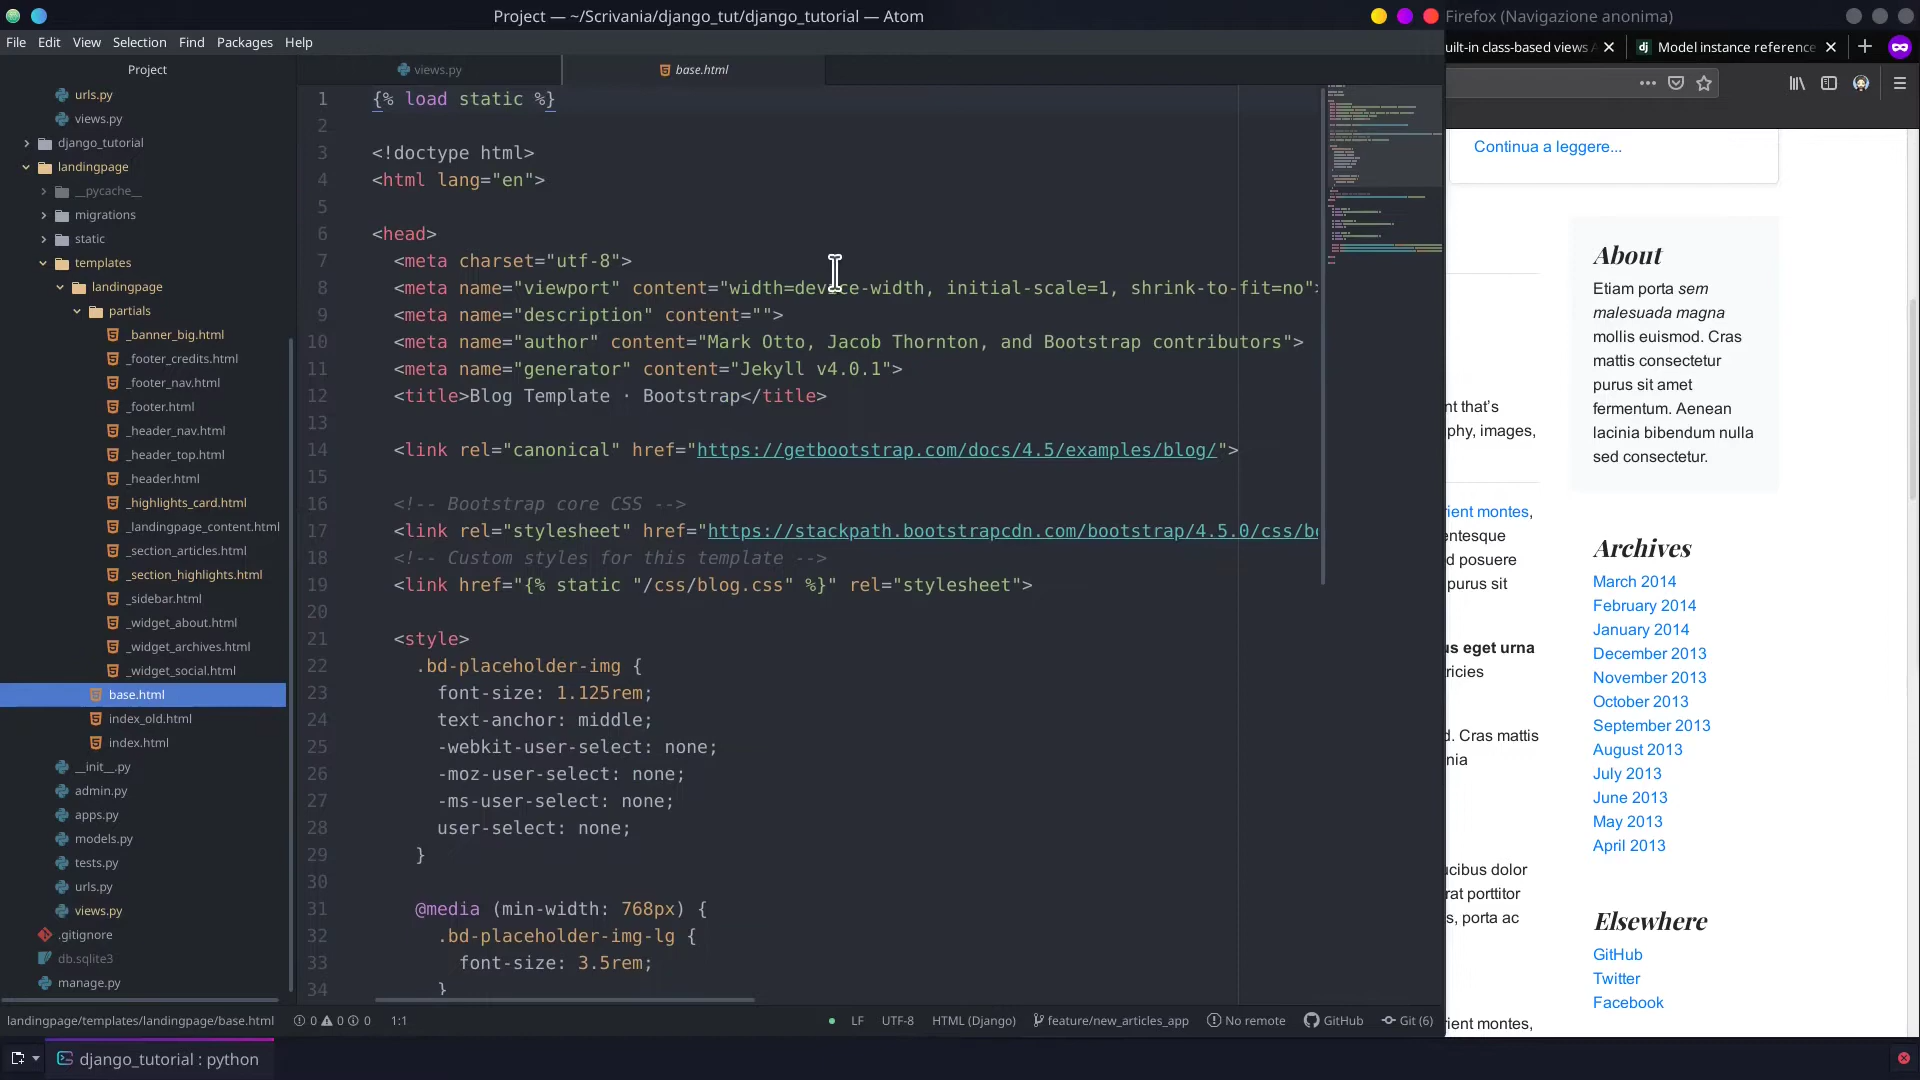 Project — ~/Scrivania/django_tut/django_tutorial — Atom
File Edit View Selection Find Packages Help
Project
urls.py
views.py
django_tutorial
landingpage
__pycache__
migrations
static
templates
landingpage
partials
_banner_big.html
_footer_credits.html
_footer_nav.html
_footer.html
_header_nav.html
_header_top.html
_header.html
_highlights_card.html
_landingpage_content.html
_section_articles.html
_section_highlights.html
_sidebar.html
_widget_about.html
_widget_archives.html
_widget_social.html
base.html
index_old.html
index.html
__init__.py
admin.py
apps.py
models.py
tests.py
urls.py
views.py
.gitignore
db.sqlite3
manage.py
views.py
base.html
1 {% load static %}
2
3 <!doctype html>
4 <html lang="en">
5
6 <head>
7 <meta charset="utf-8">
8 <meta name="viewport" content="width=device-width, initial-scale=1, shrink-to-fit=no"
9 <meta name="description" content="">
10 <meta name="author" content="Mark Otto, Jacob Thornton, and Bootstrap contributors">
11 <meta name="generator" content="Jekyll v4.0.1">
12 <title>Blog Template · Bootstrap</title>
13
14 <link rel="canonical" href="https://getbootstrap.com/docs/4.5/examples/blog/">
15
16 <!-- Bootstrap core CSS -->
17 <link rel="stylesheet" href="https://stackpath.bootstrapcdn.com/bootstrap/4.5.0/css/b
18 <!-- Custom styles for this template -->
19 <link href="{% static "/css/blog.css" %}" rel="stylesheet">
20
21 <style>
22 .bd-placeholder-img {
23 font-size: 1.125rem;
24 text-anchor: middle;
25 -webkit-user-select: none;
26 -moz-user-select: none;
27 -ms-user-select: none;
28 user-select: none;
29 }
30
31 @media (min-width: 768px) {
32 .bd-placeholder-img-lg {
33 font-size: 3.5rem;
34 }
landingpage/templates/landingpage/base.html 0 0 0 1:1 LF UTF-8 HTML (Django) feature/new_articles_app No remote GitHub Git (6)
django_tutorial : python
Firefox (Navigazione anonima)
uilt-in class-based views A
Model instance reference
Continua a leggere...
nt that's
phy, images,
rient montes,
entesque
d posuere
purus sit
us eget urna
ricies
d. Cras mattis
nia
ucibus dolor
rat porttitor
s, porta ac
rient montes,
About
Etiam porta sem
malesuada magna
mollis euismod. Cras
mattis consectetur
purus sit amet
fermentum. Aenean
lacinia bibendum nulla
sed consectetur.
Archives
March 2014
February 2014
January 2014
December 2013
November 2013
October 2013
September 2013
August 2013
July 2013
June 2013
May 2013
April 2013
Elsewhere
GitHub
Twitter
Facebook